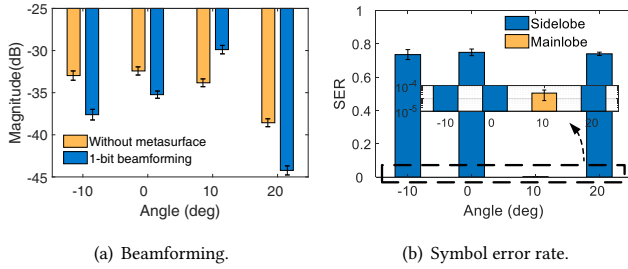 -25
-30
-35
-40
-45
Magnitude(dB)
Without metasurface
1-bit beamforming
-10 0 10 20
Angle (deg)
(a) Beamforming.
1
0.8
0.6
0.4
0.2
0
SER
Sidelobe
Mainlobe
10⁻⁴
10⁻⁵
-10 0 10 20
-10 0 10 20
Angle (deg)
(b) Symbol error rate.